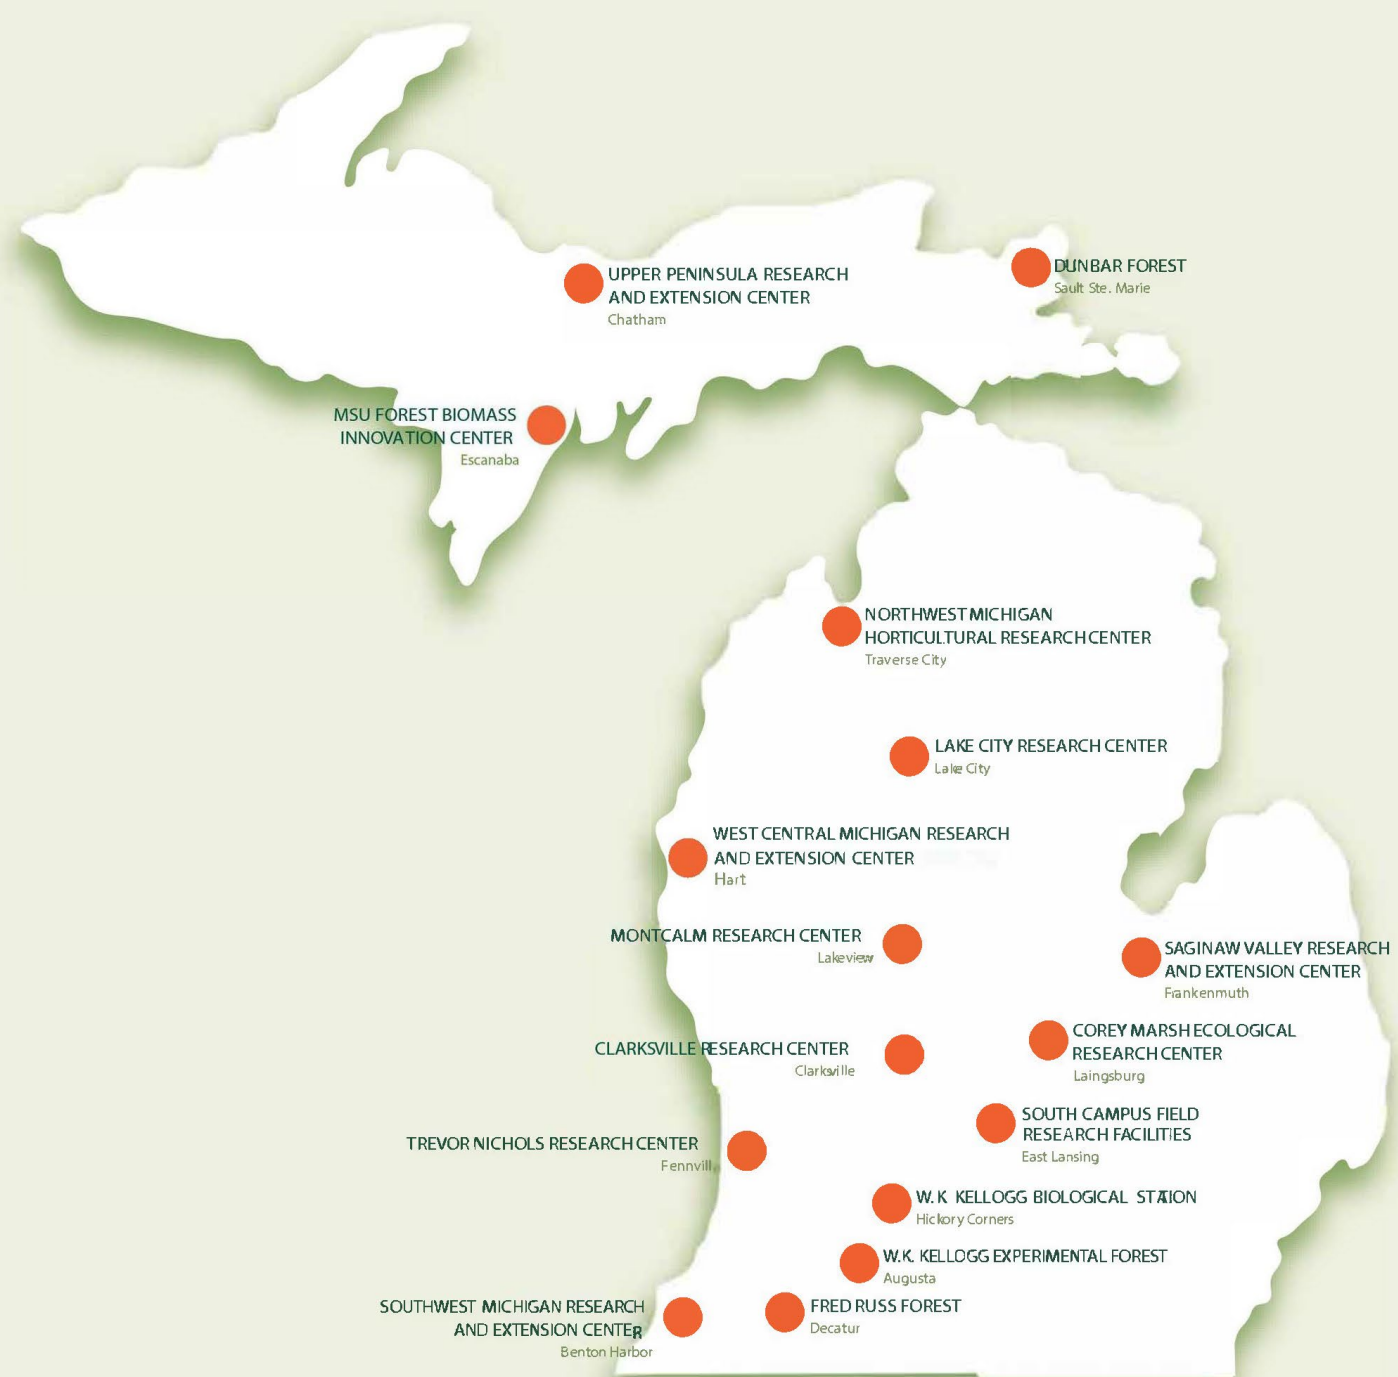 UPPER PENINSULA RESEARCH
AND EXTENSION CENTER
Chatham
DUNBAR FOREST
Sault Ste. Marie
MSU FOREST BIOMASS
INNOVATION CENTER
Escanaba
NORTHWEST MICHIGAN
HORTICULTURAL RESEARCH CENTER
Traverse City
LAKE CITY RESEARCH CENTER
Lake City
WEST CENTRAL MICHIGAN RESEARCH
AND EXTENSION CENTER
Hart
MONTCALM RESEARCH CENTER
Lakeview
SAGINAW VALLEY RESEARCH
AND EXTENSION CENTER
Frankenmuth
COREY MARSH ECOLOGICAL
RESEARCH CENTER
Laingsburg
CLARKSVILLE RESEARCH CENTER
Clarksville
SOUTH CAMPUS FIELD
RESEARCH FACILITIES
East Lansing
TREVOR NICHOLS RESEARCH CENTER
Fennvill
W. K KELLOGG BIOLOGICAL STATION
Hickory Corners
W.K. KELLOGG EXPERIMENTAL FOREST
Augusta
SOUTHWEST MICHIGAN RESEARCH
AND EXTENSION CENTER
Benton Harbor
FRED RUSS FOREST
Decatur